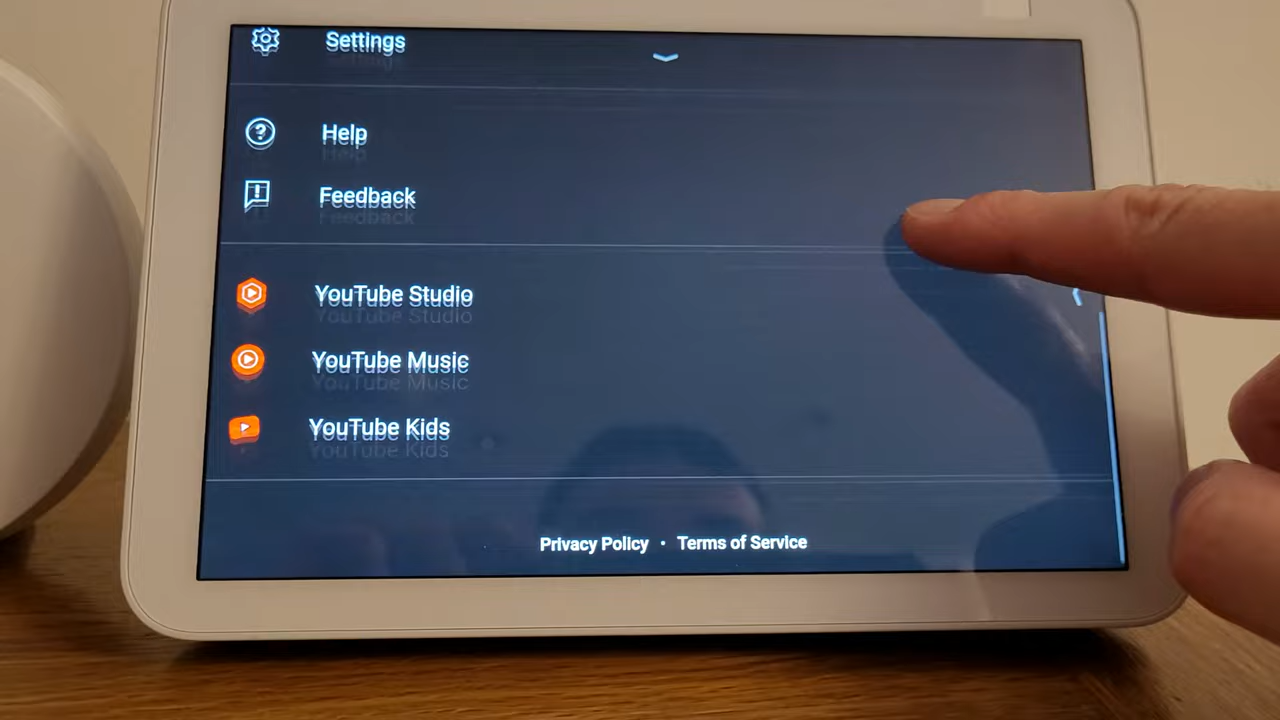 Settings
Help
Feedback
YouTube Studio
YouTube Music
YouTube Kids
Privacy Policy • Terms of Service